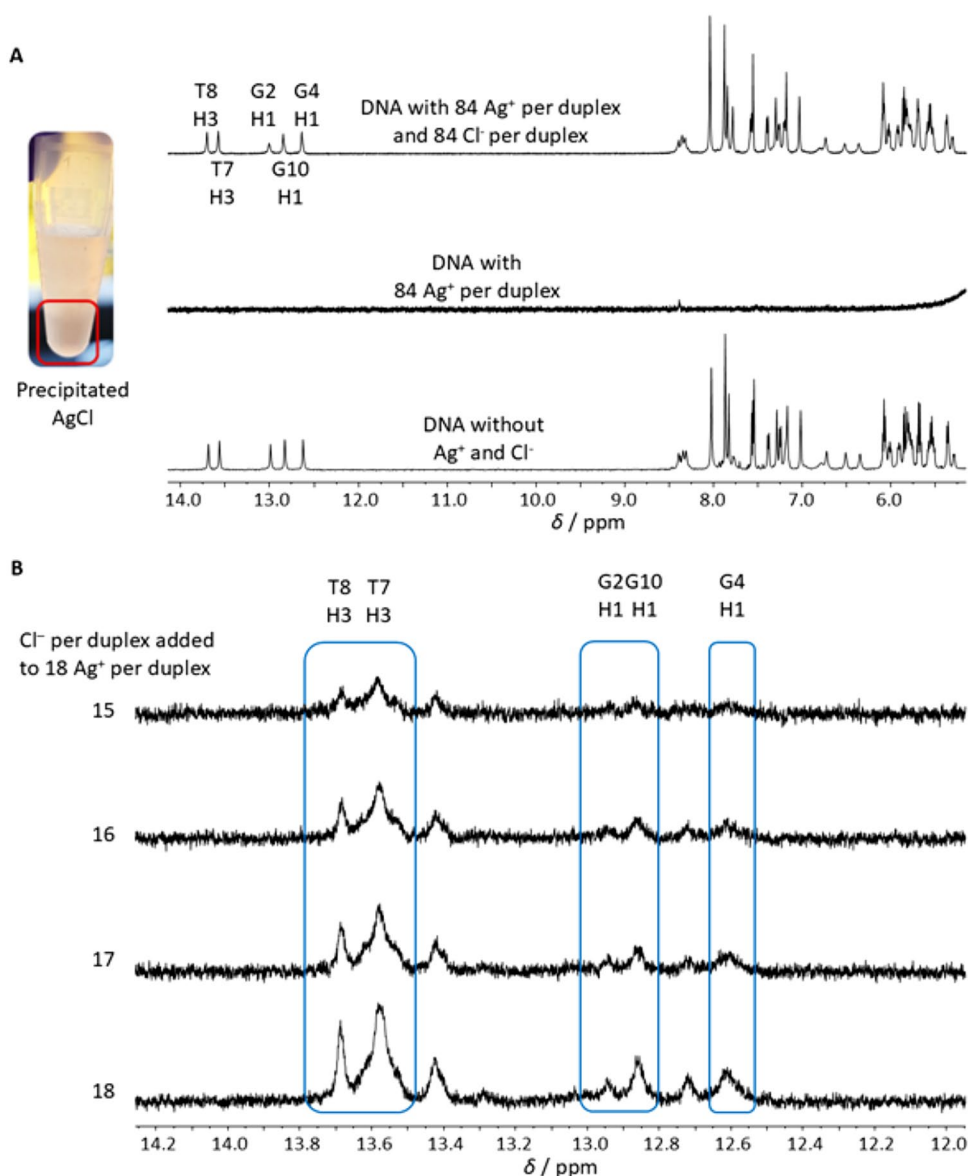 A
T8 G2 G4
H3 H1 H1
T7 G10
H3 H1
DNA with 84 Ag⁺ per duplex
and 84 Cl⁻ per duplex
DNA with
84 Ag⁺ per duplex
Precipitated
AgCl
DNA without
Ag⁺ and Cl⁻
14.0 13.0 12.0 11.0 10.0 9.0 8.0 7.0 6.0
δ / ppm
B
T8 T7 G2 G10 G4
H3 H3 H1 H1 H1
Cl⁻ per duplex added
to 18 Ag⁺ per duplex
15
16
17
18
14.2 14.0 13.8 13.6 13.4 13.2 13.0 12.8 12.6 12.4 12.2 12.0
δ / ppm